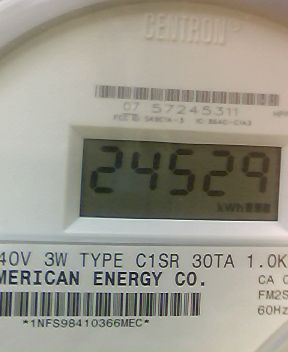 CENTRON
07 57245311
24529
kWh
40V 3W TYPE C1SR 30TA 1.0K
MERICAN ENERGY CO.
CA 0
FM2S
60Hz
*1NFS98410366MEC*